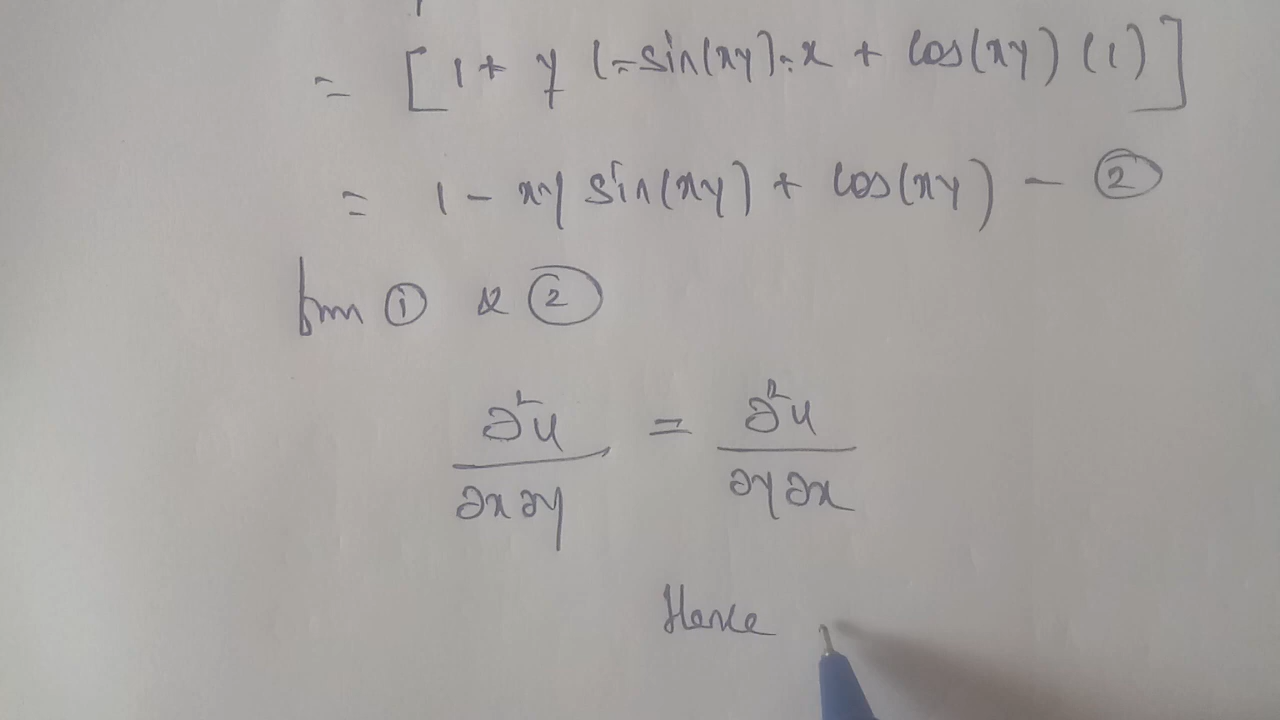 = [1 + y (-sin(xy)).x + cos(xy) (1)]
= 1 - xy sin(xy) + cos(xy) - ②
from ① & ②
∂²u/∂x∂y = ∂²u/∂y∂x
Hence